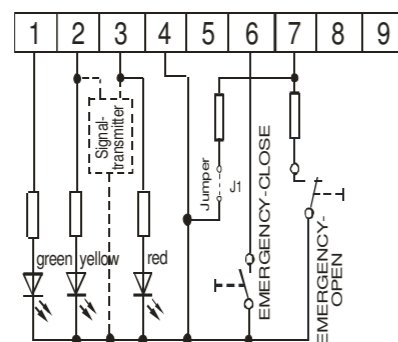 1 2 3 4 5 6 7 8 9
Signal-
transmitter
Jumper
J1
EMERGENCY-CLOSE
EMERGENCY-
OPEN
green yellow red